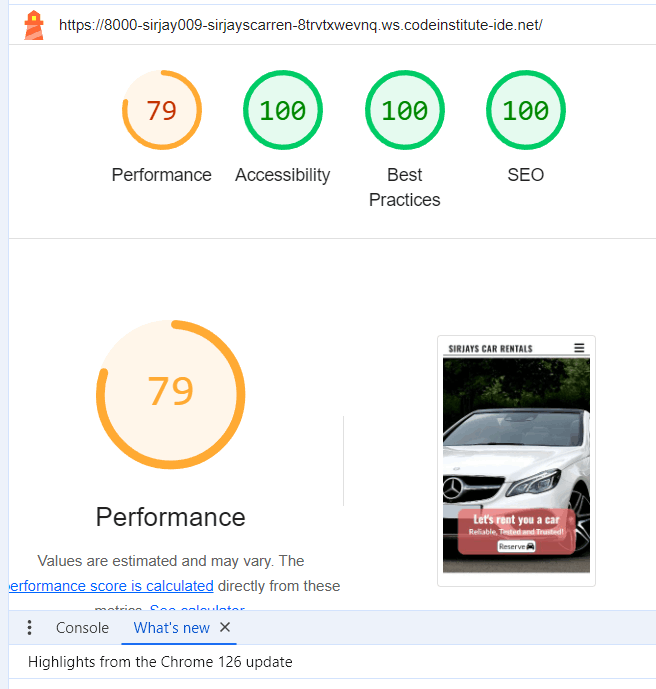 https://8000-sirjay009-sirjayscarren-8trvtxwevnq.ws.codeinstitute-ide.net/
79
100
100
100
Performance
Accessibility
Best
Practices
SEO
79
SIRJAYS CAR RENTALS
Let's rent you a car
Reliable, Tested and Trusted!
Reserve
Performance
Values are estimated and may vary. The
performance score is calculated directly from these
metrics. See calculator.
Console
What's new
Highlights from the Chrome 126 update